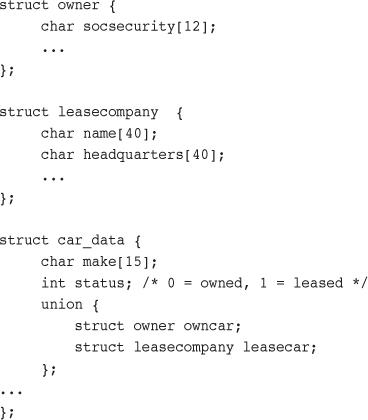 struct owner {
     char socsecurity[12];
     ...
};

struct leasecompany  {
     char name[40];
     char headquarters[40];
     ...
};

struct car_data {
     char make[15];
     int status; /* 0 = owned, 1 = leased */
     union {
         struct owner owncar;
         struct leasecompany leasecar;
     };
...
};